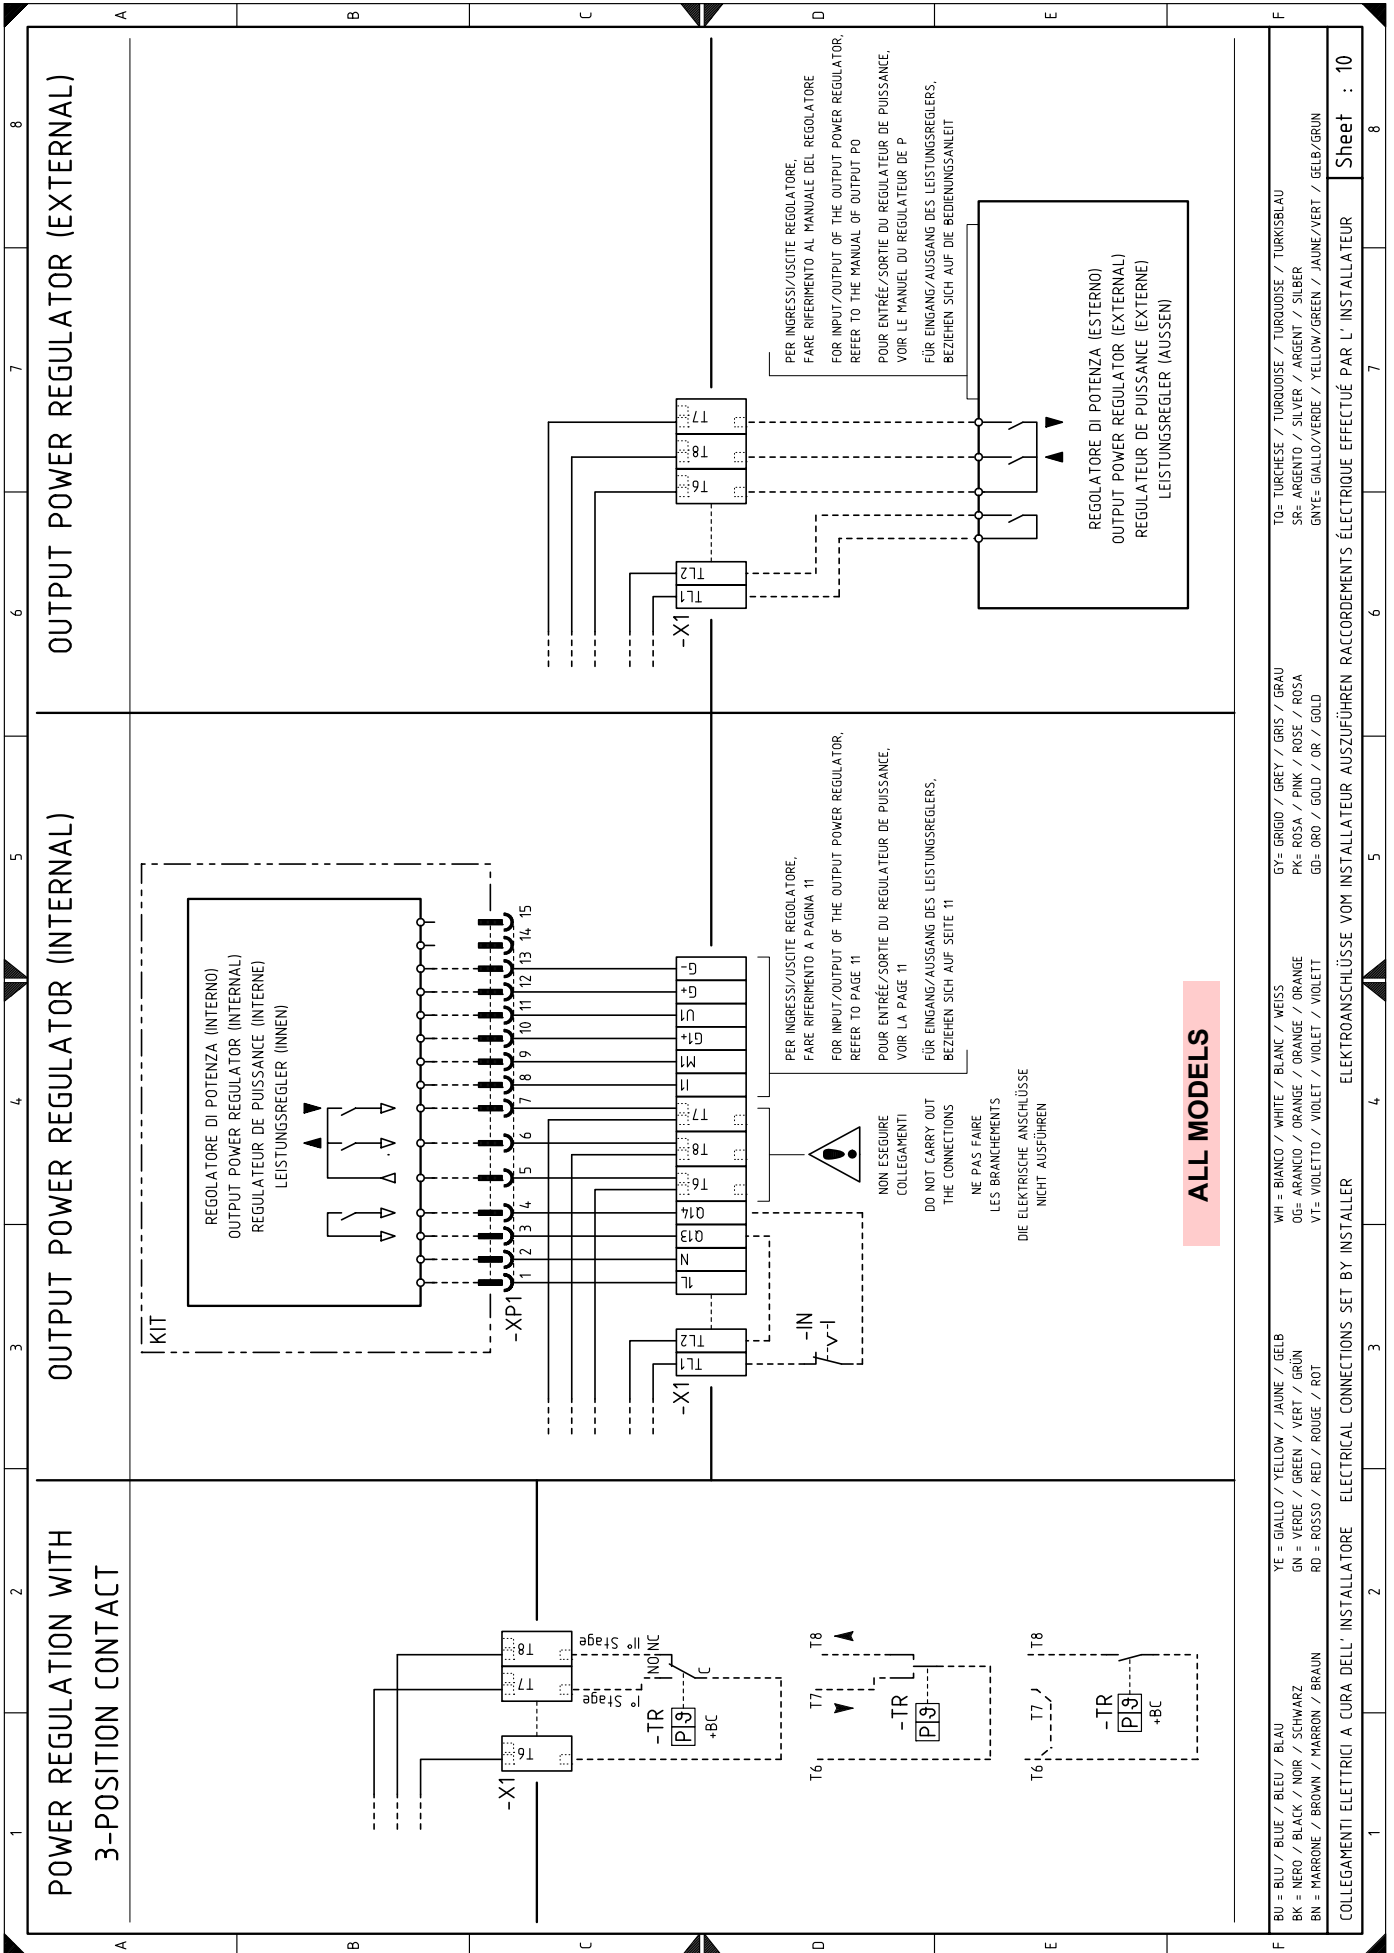 1
2
3
4
5
6
7
8
A
B
C
D
E
F
POWER REGULATION WITH
3-POSITION CONTACT
-X1
T6
T7
T8
I° Stage
II° Stage
NO
NC
C
-TR
P ϑ
+BC
T6
T7
T8
-TR
P ϑ
T6
T7
T8
-TR
P ϑ
+BC
OUTPUT POWER REGULATOR (INTERNAL)
KIT
REGOLATORE DI POTENZA (INTERNO)
OUTPUT POWER REGULATOR (INTERNAL)
REGULATEUR DE PUISSANCE (INTERNE)
LEISTUNGSREGLER (INNEN)
-XP1
1
2
3
4
5
6
7
8
9
10
11
12
13
14
15
-X1
TL1
TL2
1L
N
Q13
Q14
T6
T8
T7
I1
M1
G1+
U1
G+
G-
-IN
NON ESEGUIRE
COLLEGAMENTI
DO NOT CARRY OUT
THE CONNECTIONS
NE PAS FAIRE
LES BRANCHEMENTS
DIE ELEKTRISCHE ANSCHLÜSSE
NICHT AUSFÜHREN
PER INGRESSI/USCITE REGOLATORE,
FARE RIFERIMENTO A PAGINA 11
FOR INPUT/OUTPUT OF THE OUTPUT POWER REGULATOR,
REFER TO PAGE 11
POUR ENTRÉE/SORTIE DU REGULATEUR DE PUISSANCE,
VOIR LA PAGE 11
FÜR EINGANG/AUSGANG DES LEISTUNGSREGLERS,
BEZIEHEN SICH AUF SEITE 11
ALL MODELS
OUTPUT POWER REGULATOR (EXTERNAL)
-X1
TL1
TL2
T6
T8
T7
PER INGRESSI/USCITE REGOLATORE,
FARE RIFERIMENTO AL MANUALE DEL REGOLATORE
FOR INPUT/OUTPUT OF THE OUTPUT POWER REGULATOR,
REFER TO THE MANUAL OF OUTPUT PO
POUR ENTRÉE/SORTIE DU REGULATEUR DE PUISSANCE,
VOIR LE MANUEL DU REGULATEUR DE P
FÜR EINGANG/AUSGANG DES LEISTUNGSREGLERS,
BEZIEHEN SICH AUF DIE BEDIENUNGSANLEIT
REGOLATORE DI POTENZA (ESTERNO)
OUTPUT POWER REGULATOR (EXTERNAL)
REGULATEUR DE PUISSANCE (EXTERNE)
LEISTUNGSREGLER (AUSSEN)
BU = BLU / BLUE / BLEU / BLAU
BK = NERO / BLACK / NOIR / SCHWARZ
BN = MARRONE / BROWN / MARRON / BRAUN
YE = GIALLO / YELLOW / JAUNE / GELB
GN = VERDE / GREEN / VERT / GRÜN
RD = ROSSO / RED / ROUGE / ROT
WH = BIANCO / WHITE / BLANC / WEISS
OG= ARANCIO / ORANGE / ORANGE / ORANGE
VT= VIOLETTO / VIOLET / VIOLET / VIOLETT
GY= GRIGIO / GREY / GRIS / GRAU
PK= ROSA / PINK / ROSE / ROSA
GD= ORO / GOLD / OR / GOLD
TQ= TURCHESE / TURQUOISE / TURQUOISE / TURKISBLAU
SR= ARGENTO / SILVER / ARGENT / SILBER
GNYE= GIALLO/VERDE / YELLOW/GREEN / JAUNE/VERT / GELB/GRUN
COLLEGAMENTI ELETTRICI A CURA DELL' INSTALLATORE ELECTRICAL CONNECTIONS SET BY INSTALLER ELEKTROANSCHLÜSSE VOM INSTALLATEUR AUSZUFÜHREN RACCORDEMENTS ÉLECTRIQUE EFFECTUÉ PAR L' INSTALLATEUR
Sheet : 10
1
2
3
4
5
6
7
8
A
B
C
D
E
F